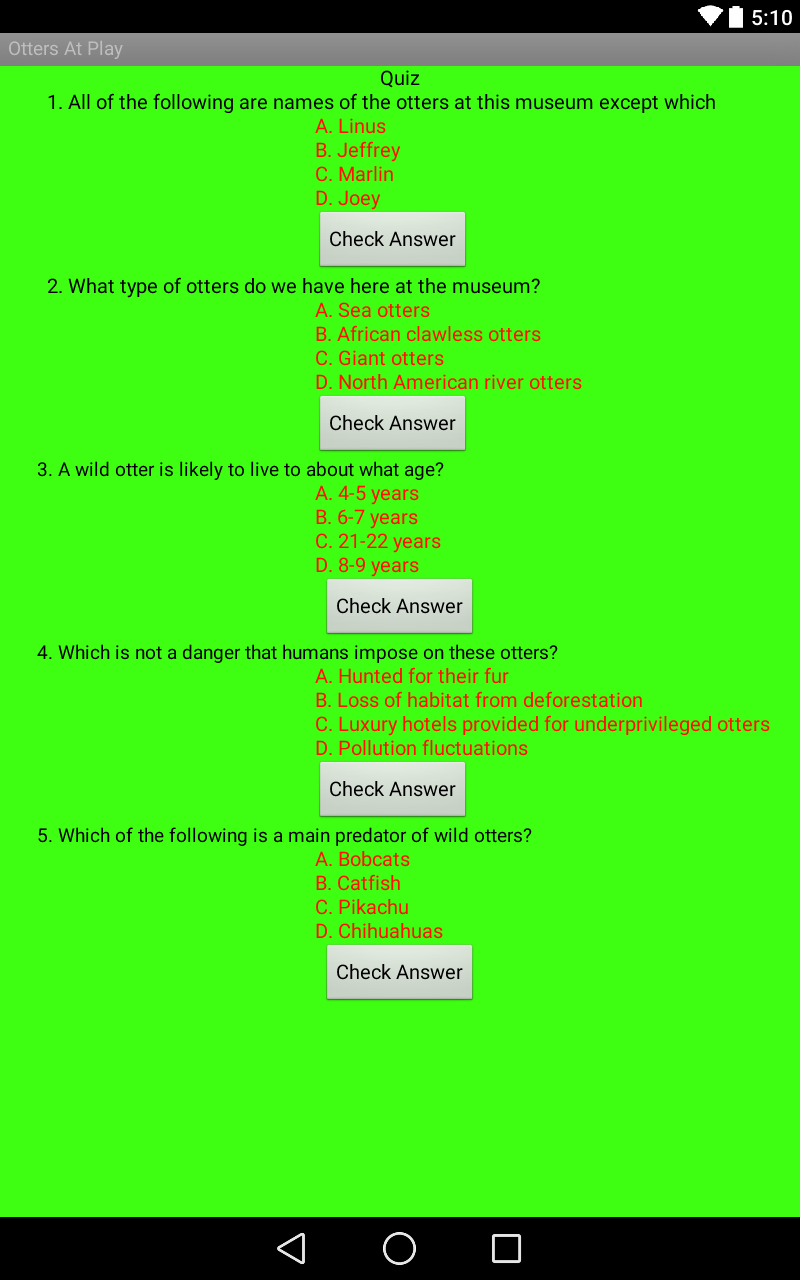 5:10
Otters At Play
Quiz
1. All of the following are names of the otters at this museum except which
A. Linus
B. Jeffrey
C. Marlin
D. Joey
Check Answer
2. What type of otters do we have here at the museum?
A. Sea otters
B. African clawless otters
C. Giant otters
D. North American river otters
Check Answer
3. A wild otter is likely to live to about what age?
A. 4-5 years
B. 6-7 years
C. 21-22 years
D. 8-9 years
Check Answer
4. Which is not a danger that humans impose on these otters?
A. Hunted for their fur
B. Loss of habitat from deforestation
C. Luxury hotels provided for underprivileged otters
D. Pollution fluctuations
Check Answer
5. Which of the following is a main predator of wild otters?
A. Bobcats
B. Catfish
C. Pikachu
D. Chihuahuas
Check Answer